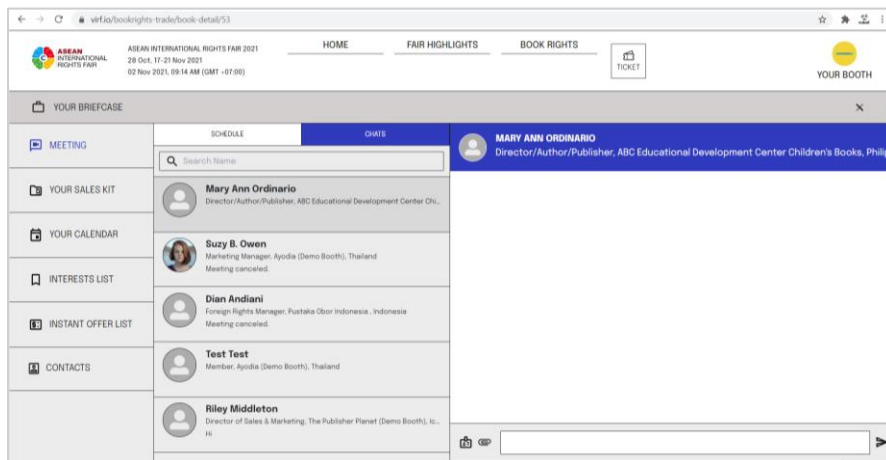 virf.io/bookrights-trade/book-detail/53
ASEAN
INTERNATIONAL
RIGHTS FAIR
ASEAN INTERNATIONAL RIGHTS FAIR 2021
28 Oct, 17-21 Nov 2021
02 Nov 2021, 09:14 AM (GMT +07:00)
HOME
FAIR HIGHLIGHTS
BOOK RIGHTS
TICKET
YOUR BOOTH
YOUR BRIEFCASE
MEETING
YOUR SALES KIT
YOUR CALENDAR
INTERESTS LIST
INSTANT OFFER LIST
CONTACTS
SCHEDULE
CHATS
Search Name
Mary Ann Ordinario
Director/Author/Publisher, ABC Educational Development Center Chi...
Suzy B. Owen
Marketing Manager, Ayodia (Demo Booth), Thailand
Meeting canceled.
Dian Andiani
Foreign Rights Manager, Pustaka Obor Indonesia , Indonesia
Meeting canceled.
Test Test
Member, Ayodia (Demo Booth), Thailand
Riley Middleton
Director of Sales & Marketing, The Publisher Planet (Demo Booth), Ic...
Hi
MARY ANN ORDINARIO
Director/Author/Publisher, ABC Educational Development Center Children's Books, Philip